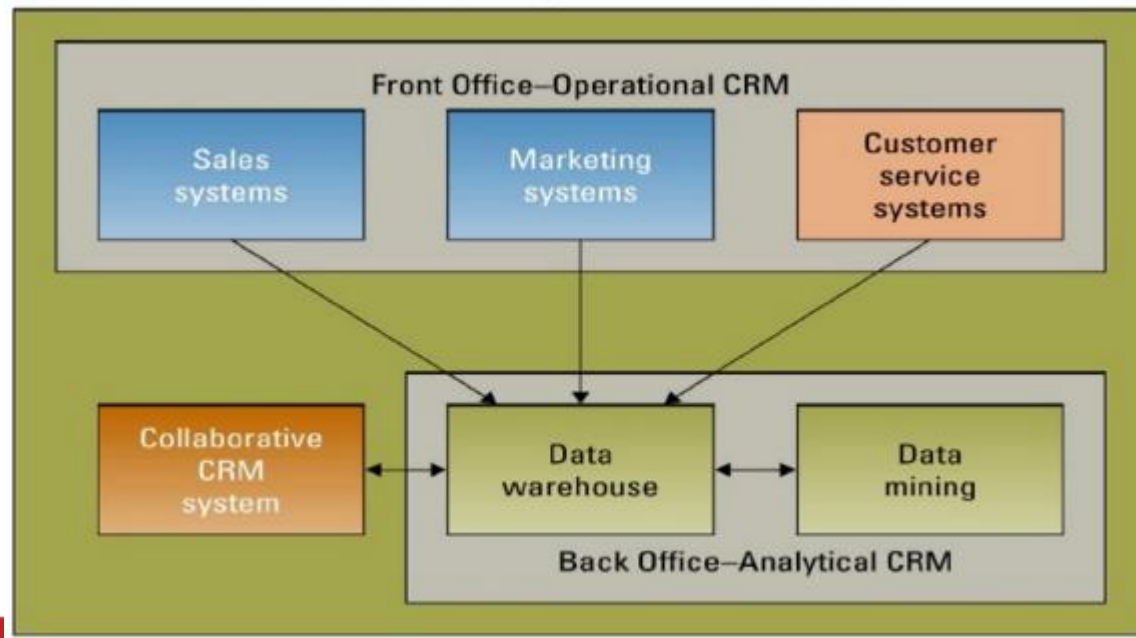 Front Office–Operational CRM
Sales
systems
Marketing
systems
Customer
service
systems
Collaborative
CRM
system
Data
warehouse
Data
mining
Back Office–Analytical CRM